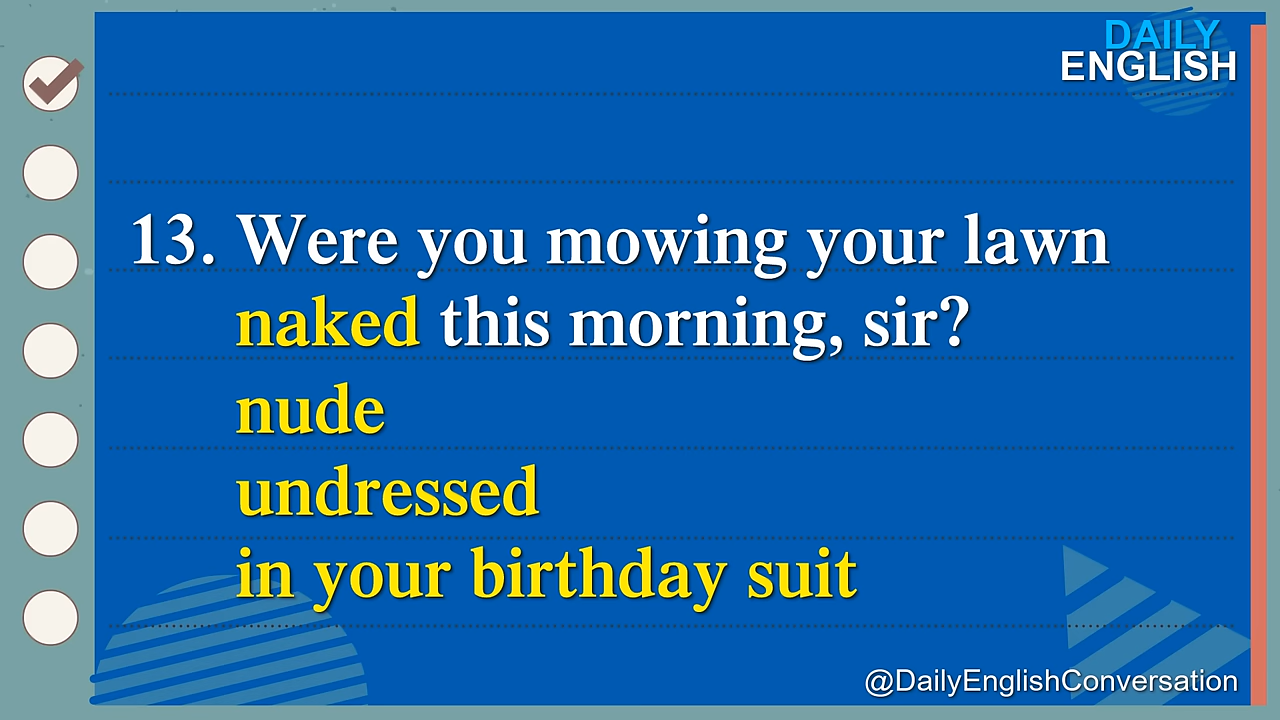 DAILY
ENGLISH
13. Were you mowing your lawn
naked this morning, sir?
nude
undressed
in your birthday suit
@DailyEnglishConversation